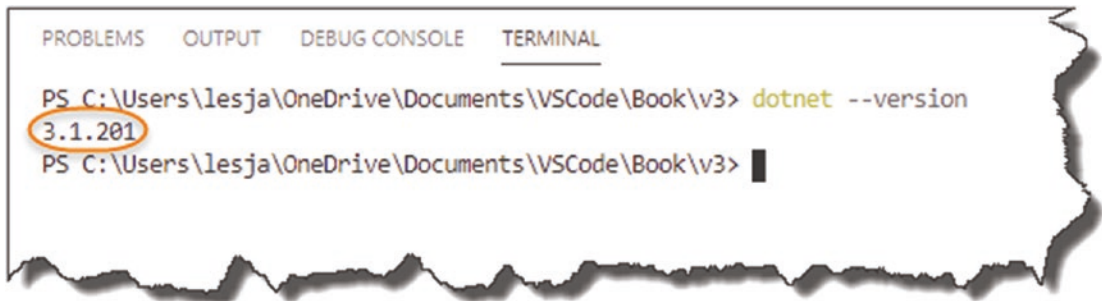 PROBLEMS OUTPUT DEBUG CONSOLE TERMINAL
PS C:\Users\lesja\OneDrive\Documents\VSCode\Book\v3> dotnet --version
3.1.201
PS C:\Users\lesja\OneDrive\Documents\VSCode\Book\v3>